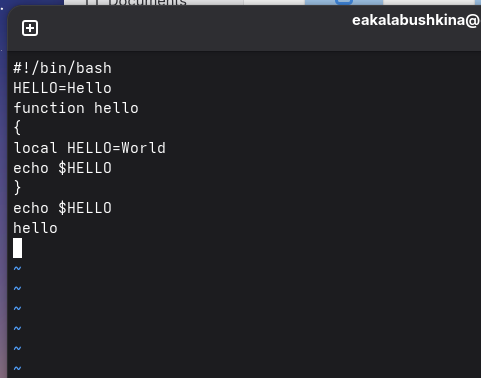 Documents
eakalabushkina@
#!/bin/bash
HELLO=Hello
function hello
{
local HELLO=World
echo $HELLO
}
echo $HELLO
hello
~
~
~
~
~
~